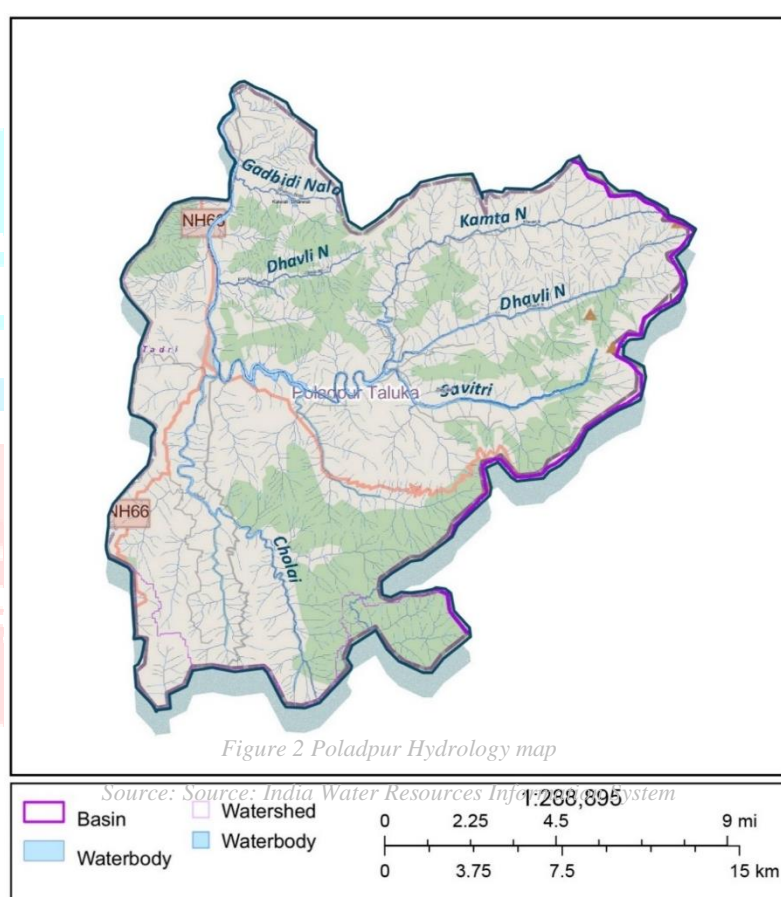 Gadbidi Nala
NH66
Kamta N
Dhavli N
Dhavli N
Tadri
Savitri
Poladpur Taluka
NH66
Cholai
Figure 2 Poladpur Hydrology map
Source: Source: India Water Resources Information System
1:288,895
Basin
Watershed
Waterbody
Waterbody
0 2.25 4.5 9 mi
0 3.75 7.5 15 km